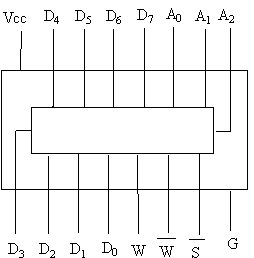 Vcc D₄ D₅ D₆ D₇ A₀ A₁ A₂
D₃ D₂ D₁ D₀ W W̅ S̅ G